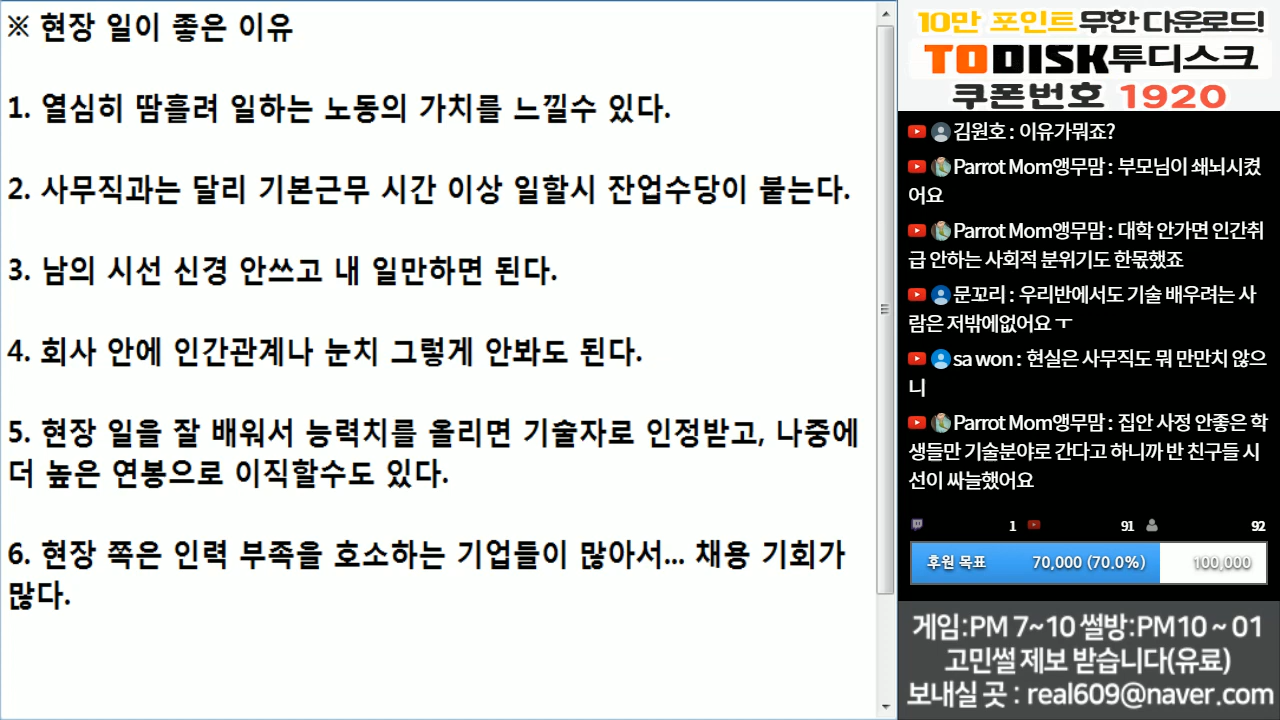 ※ 현장 일이 좋은 이유
1. 열심히 땀흘려 일하는 노동의 가치를 느낄수 있다.
2. 사무직과는 달리 기본근무 시간 이상 일할시 잔업수당이 붙는다.
3. 남의 시선 신경 안쓰고 내 일만하면 된다.
4. 회사 안에 인간관계나 눈치 그렇게 안봐도 된다.
5. 현장 일을 잘 배워서 능력치를 올리면 기술자로 인정받고, 나중에
더 높은 연봉으로 이직할수도 있다.
6. 현장 쪽은 인력 부족을 호소하는 기업들이 많아서... 채용 기회가
많다.
10만 포인트 무한 다운로드!
TODISK투디스크
쿠폰번호 1920
김원호 : 이유가뭐죠?
Parrot Mom앵무맘 : 부모님이 쇄뇌시켰
어요
Parrot Mom앵무맘 : 대학 안가면 인간취
급 안하는 사회적 분위기도 한몫했죠
문꼬리 : 우리반에서도 기술 배우려는 사
람은 저밖에없어요 ㅜ
sa won : 현실은 사무직도 뭐 만만치 않으
니
Parrot Mom앵무맘 : 집안 사정 안좋은 학
생들만 기술분야로 간다고 하니까 반 친구들 시
선이 싸늘했어요
1 91 92
후원 목표 70,000 (70.0%) 100,000
게임:PM 7~10 썰방:PM10 ~ 01
고민썰 제보 받습니다(유료)
보내실 곳 : real609@naver.com